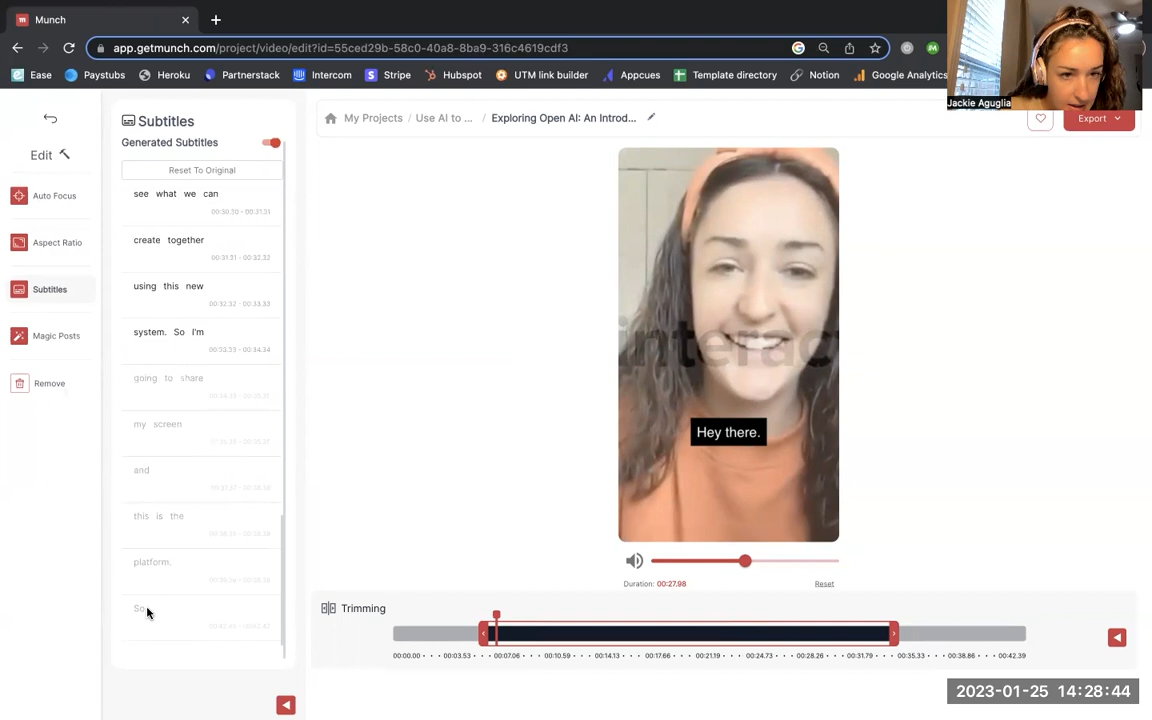 Munch
app.getmunch.com/project/video/edit?id=55ced29b-58c0-40a8-8ba9-316c4619cdf3
Ease Paystubs Heroku Partnerstack Intercom Stripe Hubspot UTM link builder Appcues Template directory Notion Google Analytics
Jackie Aguglia
Edit
Auto Focus
Aspect Ratio
Subtitles
Magic Posts
Remove
Subtitles
Generated Subtitles
Reset To Original
see what we can
00:30.30 - 00:31.31
create together
00:31.31 - 00:32.32
using this new
00:32.32 - 00:33.33
system. So I'm
00:33.33 - 00:34.34
going to share
my screen
and
this is the
platform.
So
My Projects / Use AI to ... / Exploring Open AI: An Introd...
Export
interac
Hey there.
Duration: 00:27.98
Reset
Trimming
00:00.00 00:03.53 00:07.06 00:10.59 00:14.13 00:17.66 00:21.19 00:24.73 00:28.26 00:31.79 00:35.33 00:38.86 00:42.39
2023-01-25 14:28:44